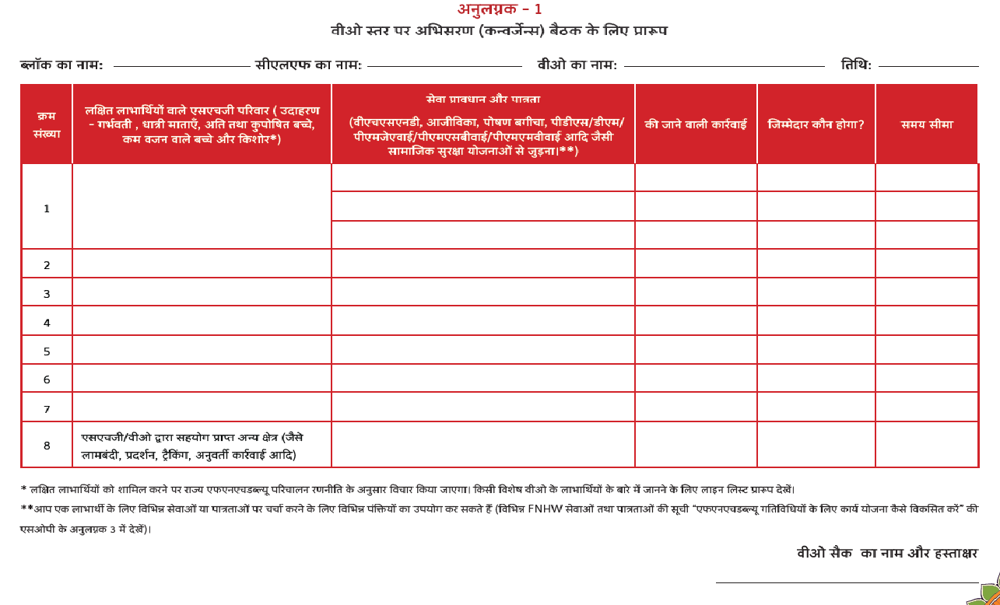 अनुलग्नक – 1
वीओ स्तर पर अभिसरण (कन्वर्जेन्स) बैठक के लिए प्रारूप
ब्लॉक का नाम: सीएलएफ का नाम: वीओ का नाम: तिथि:
क्रम
संख्या
लक्षित लाभार्थियों वाले एसएचजी परिवार ( उदाहरण
– गर्भवती , धात्री माताएँ, अति तथा कुपोषित बच्चे,
कम वजन वाले बच्चे और किशोर*)
सेवा प्रावधान और पात्रता
(वीएचएसएनडी, आजीविका, पोषण बगीचा, पीडीएस/डीएम/
पीएमजेएवाई/पीएमएसबीवाई/पीएमएमवीवाई आदि जैसी
सामाजिक सुरक्षा योजनाओं से जुड़ना।**)
की जाने वाली कार्रवाई
जिम्मेदार कौन होगा?
समय सीमा
1
2
3
4
5
6
7
8
एसएचजी/वीओ द्वारा सहयोग प्राप्त अन्य क्षेत्र (जैसे
लामबंदी, प्रदर्शन, ट्रैकिंग, अनुवर्ती कार्रवाई आदि)
* लक्षित लाभार्थियों को शामिल करने पर राज्य एफएनएचडब्ल्यू परिचालन रणनीति के अनुसार विचार किया जाएगा। किसी विशेष वीओ के लाभार्थियों के बारे में जानने के लिए लाइन लिस्ट प्रारूप देखें।
**आप एक लाभार्थी के लिए विभिन्न सेवाओं या पात्रताओं पर चर्चा करने के लिए विभिन्न पंक्तियों का उपयोग कर सकते हैं (विभिन्न FNHW सेवाओं तथा पात्रताओं की सूची “एफएनएचडब्ल्यू गतिविधियों के लिए कार्य योजना कैसे विकसित करें” की
एसओपी के अनुलग्नक 3 में देखें)।
वीओ सैक का नाम और हस्ताक्षर